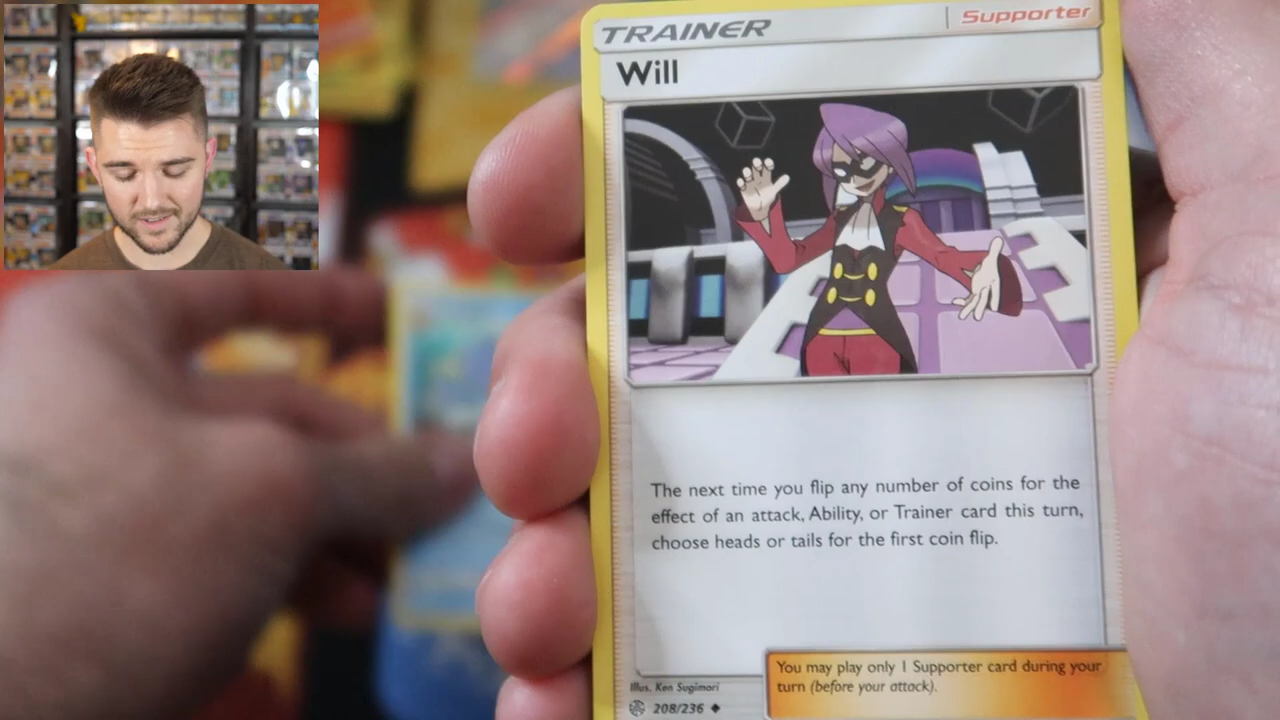 TRAINER
Supporter
Will
The next time you flip any number of coins for the
effect of an attack, Ability, or Trainer card this turn,
choose heads or tails for the first coin flip.
You may play only 1 Supporter card during your
turn (before your attack).
Illus. Ken Sugimori
208/236